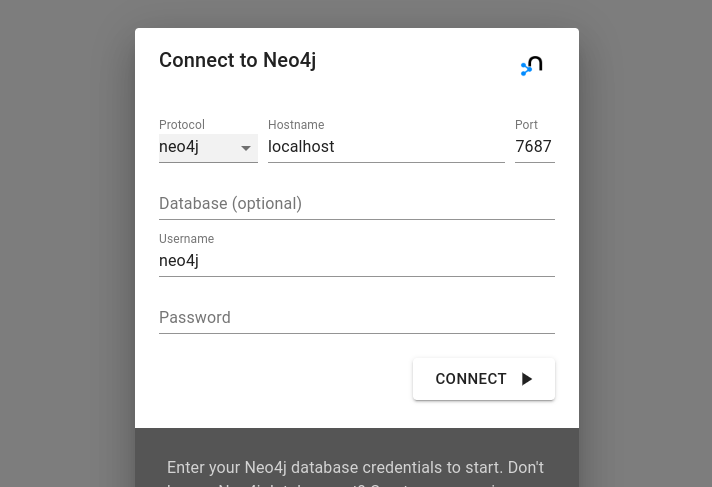 Connect to Neo4j
Protocol
Hostname
Port
neo4j
localhost
7687
Database (optional)
Username
neo4j
Password
CONNECT
Enter your Neo4j database credentials to start. Don't